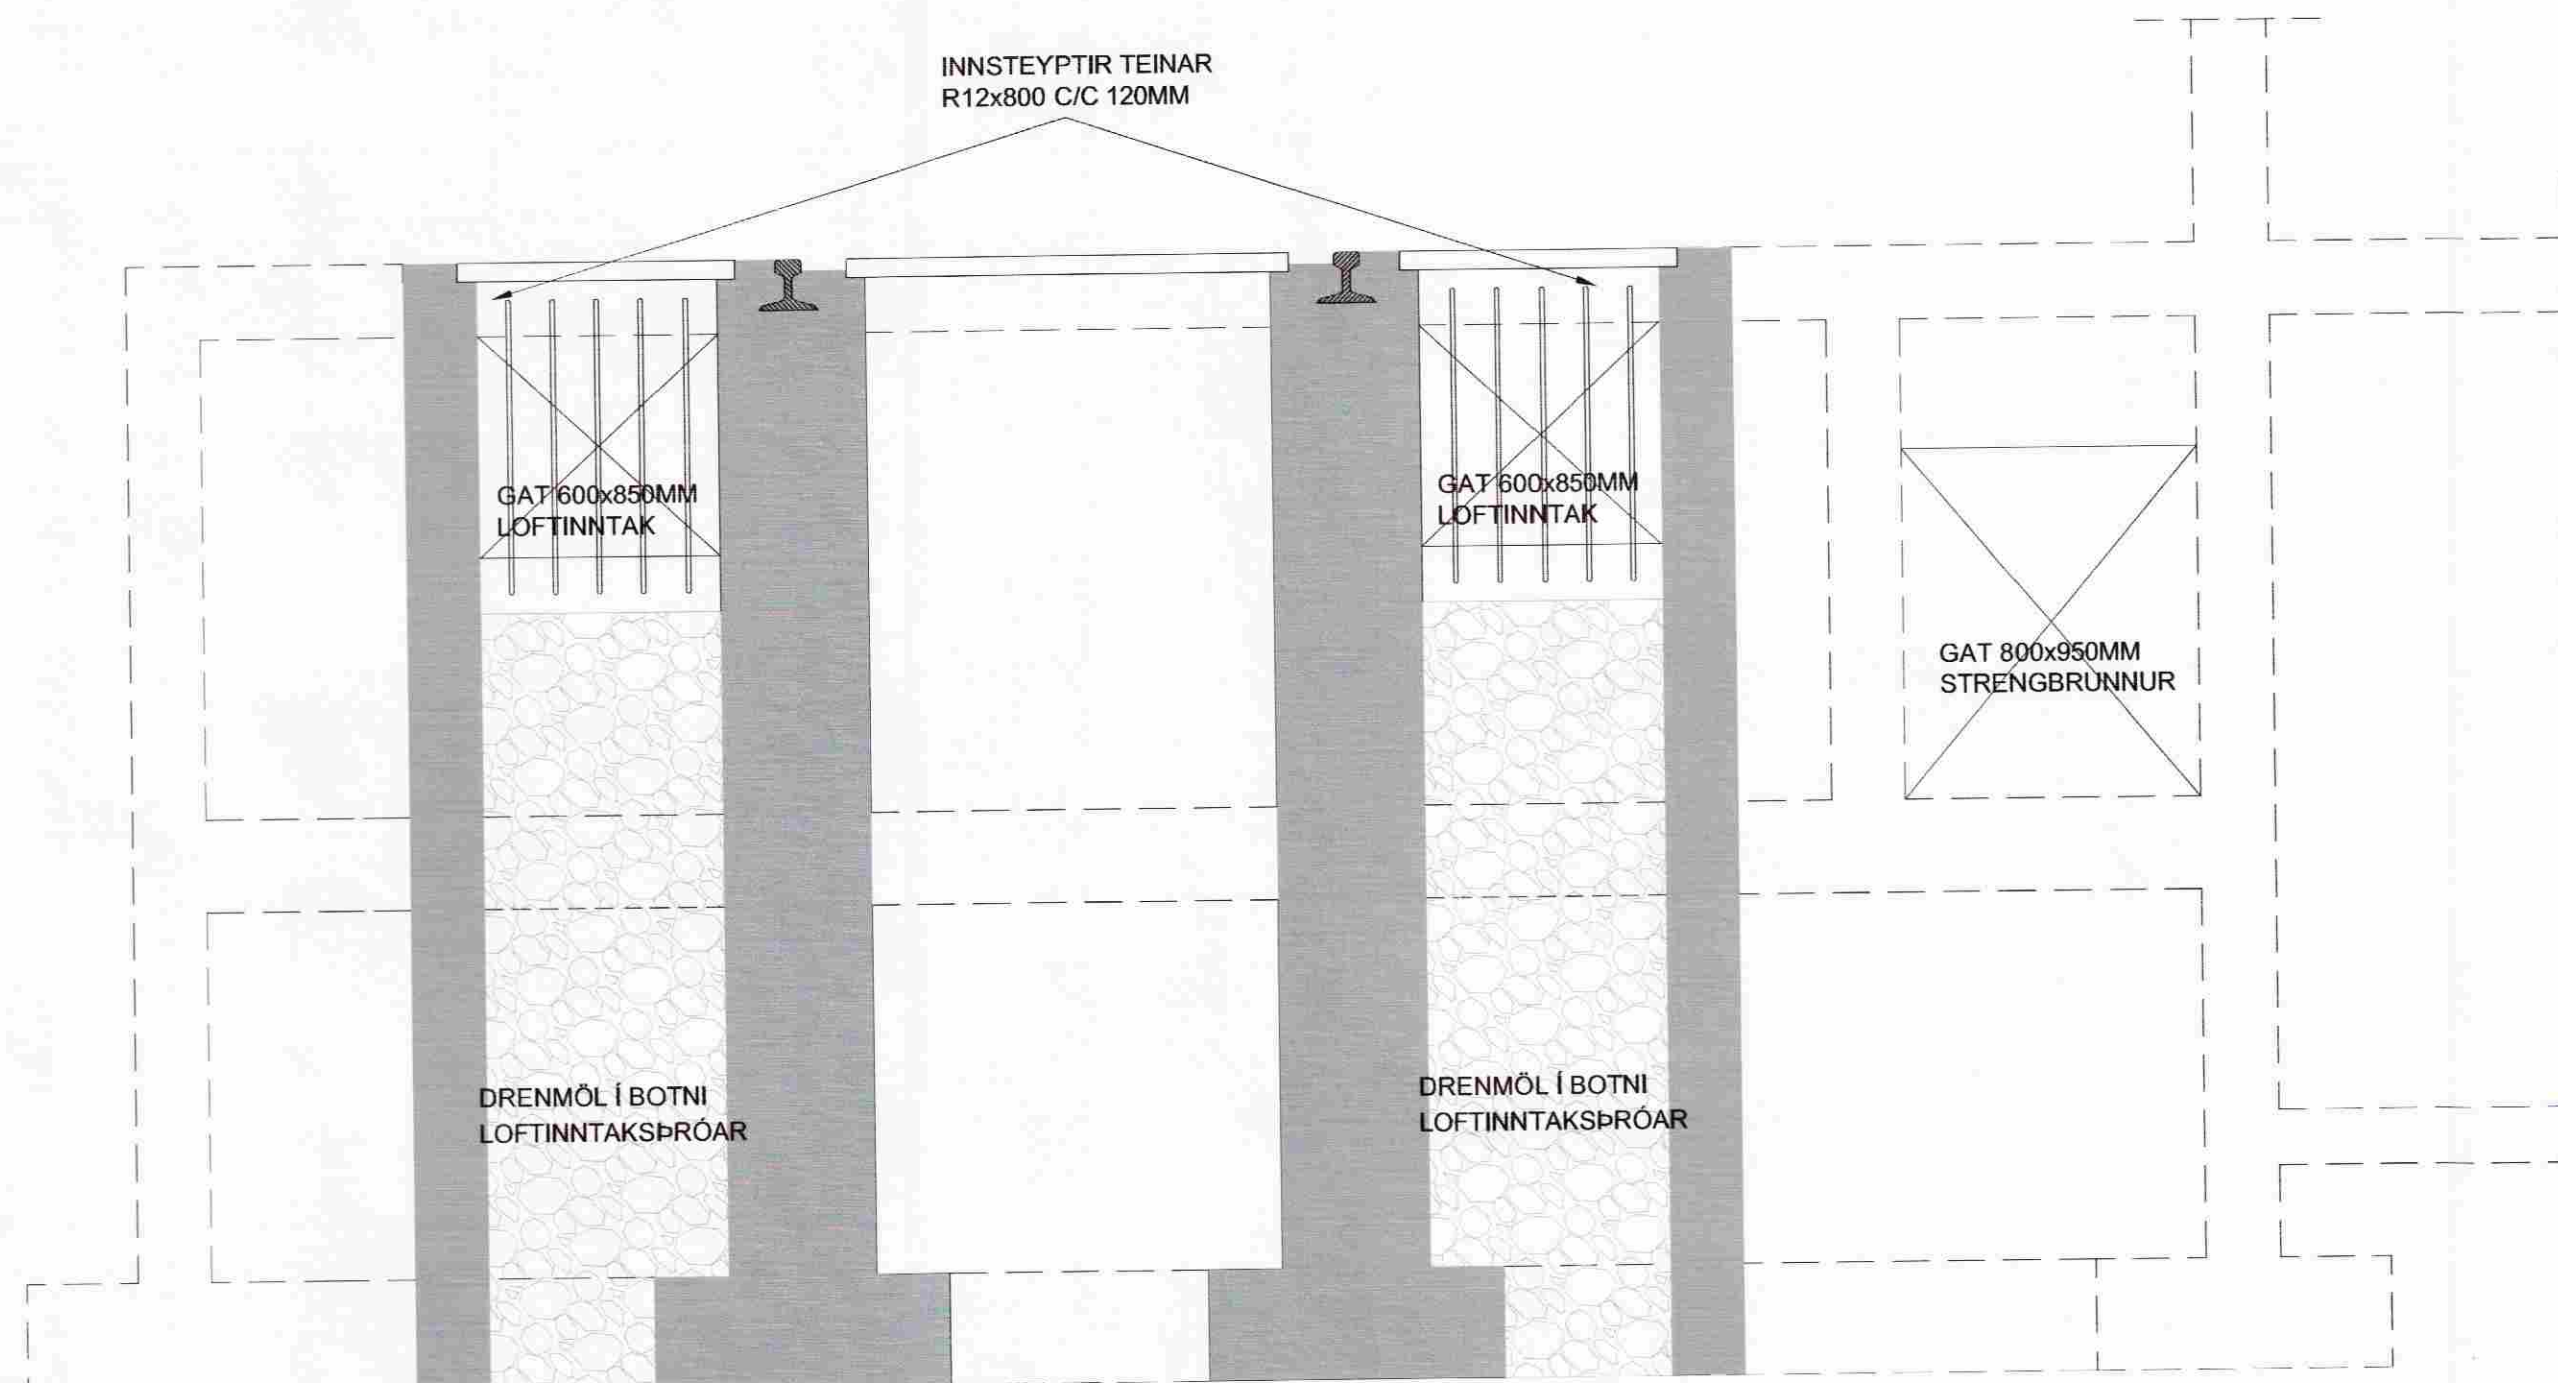 INNSTEYPTIR TEINAR
R12x800 C/C 120MM
GAT 600x850MM
LOFTINNTAK
GAT 600x850MM
LOFTINNTAK
GAT 800x950MM
STRENGBRUNNUR
DRENMÖL Í BOTNI
LOFTINNTAKSÞRÓAR
DRENMÖL Í BOTNI
LOFTINNTAKSÞRÓAR